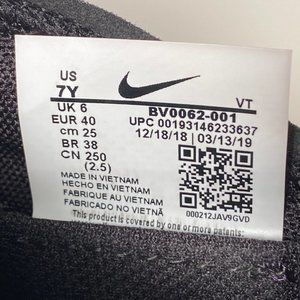 US
7Y
UK 6
EUR 40
cm 25
BR 38
CN 250
(2.5)
VT
BV0062-001
UPC 00193146233637
12/18/18 | 03/13/19
MADE IN VIETNAM
HECHO EN VIETNAM
FABRIQUE AU VIETNAM
FABRICADO NO VIETNÃ
000212JAV9GVD
This product is covered by one or more patents: